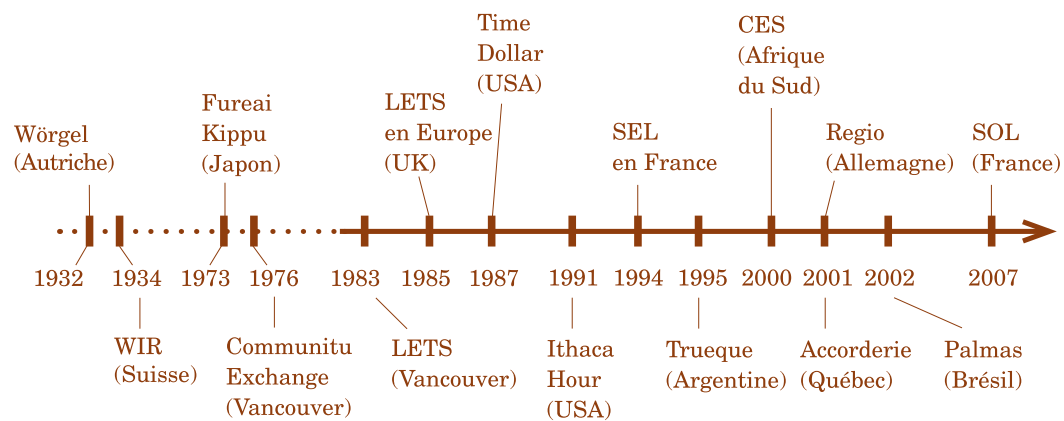 Time
Dollar
(USA)
CES
(Afrique
du Sud)
Fureai
Kippu
(Japon)
LETS
en Europe
(UK)
Wörgel
(Autriche)
SEL
en France
Regio
(Allemagne)
SOL
(France)
1932
1934
1973
1976
1983
1985
1987
1991
1994
1995
2000
2001
2002
2007
WIR
(Suisse)
Communitu
Exchange
(Vancouver)
LETS
(Vancouver)
Ithaca
Hour
(USA)
Trueque
(Argentine)
Accorderie
(Québec)
Palmas
(Brésil)